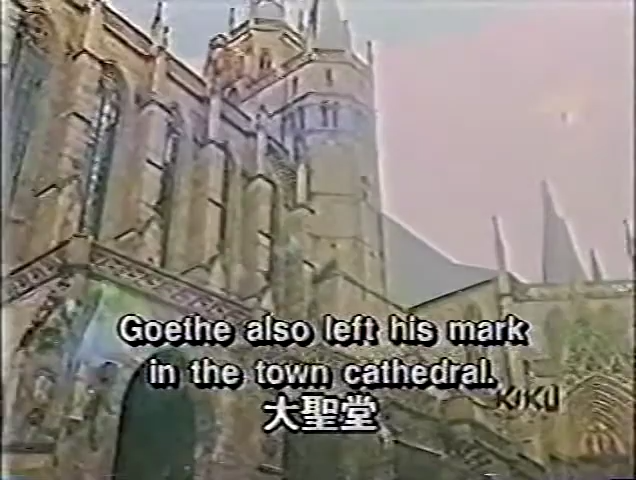 Goethe also left his mark
in the town cathedral.
大聖堂
KIKU